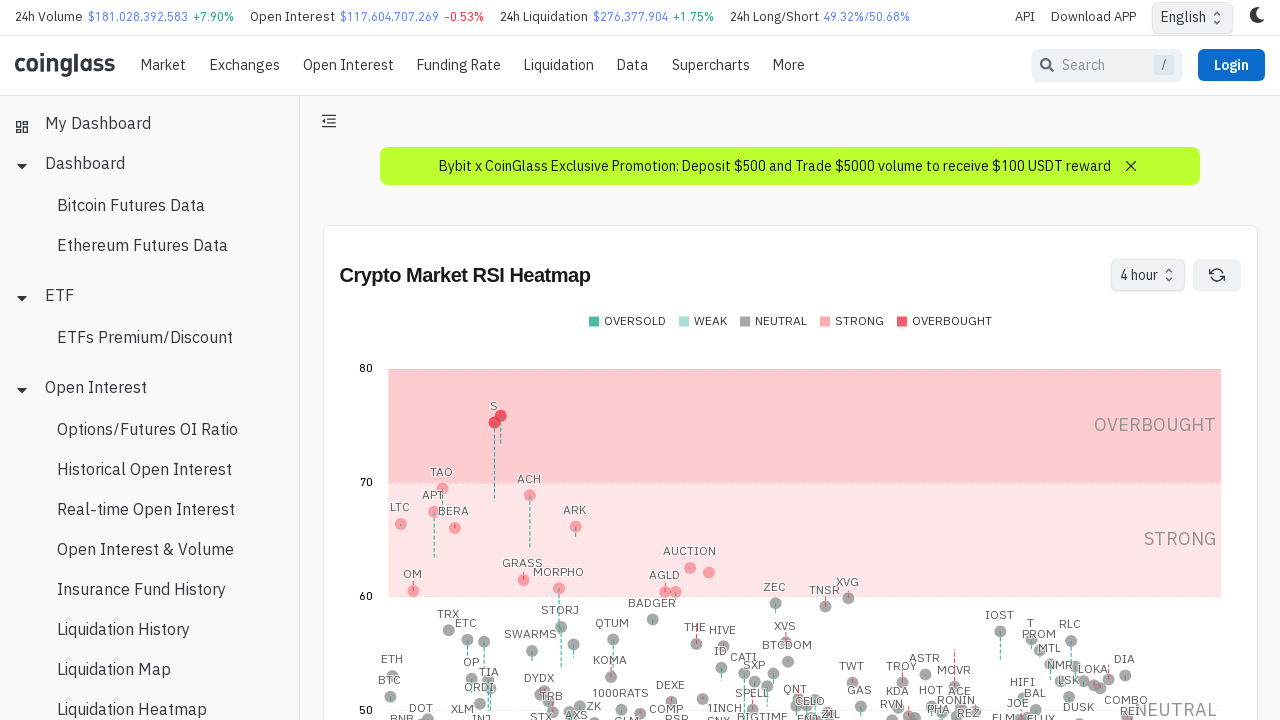 24h Volume $181,028,392,583 +7.90% Open Interest $117,604,707,269 -0.53% 24h Liquidation $276,377,904 +1.75% 24h Long/Short 49.32%/50.68% API Download APP English
coinglass Market Exchanges Open Interest Funding Rate Liquidation Data Supercharts More Search / Login
My Dashboard
Dashboard
Bitcoin Futures Data
Ethereum Futures Data
ETF
ETFs Premium/Discount
Open Interest
Options/Futures OI Ratio
Historical Open Interest
Real-time Open Interest
Open Interest & Volume
Insurance Fund History
Liquidation History
Liquidation Map
Liquidation Heatmap
Bybit x CoinGlass Exclusive Promotion: Deposit $500 and Trade $5000 volume to receive $100 USDT reward
Crypto Market RSI Heatmap 4 hour
OVERSOLD WEAK NEUTRAL STRONG OVERBOUGHT
80
S
OVERBOUGHT
70
TAO ACH
APT
LTC BERA ARK
STRONG
AUCTION
GRASS MORPHO
OM AGLD
ZEC TNSR XVG
60
BADGER
TRX ETC STORJ QTUM IOST T RLC
SWARMS THE HIVE XVS PROM
BTCDOM MTL
ETH OP KOMA ID CATI SXP TWT TROY ASTR MOVR NMR LOKA DIA
BTC QRDI TIA DYDX DEXE SPELL QNT GAS KDA HOT ACE HIFI BAL LSK
XLM TRB 1000RATS CELO RONIN COMBO
DOT ZK COMP 1INCH RVN PHA REZ JOE DUSK
50
BNB INJ STX AXS BIGTIME ZIL
NEUTRAL